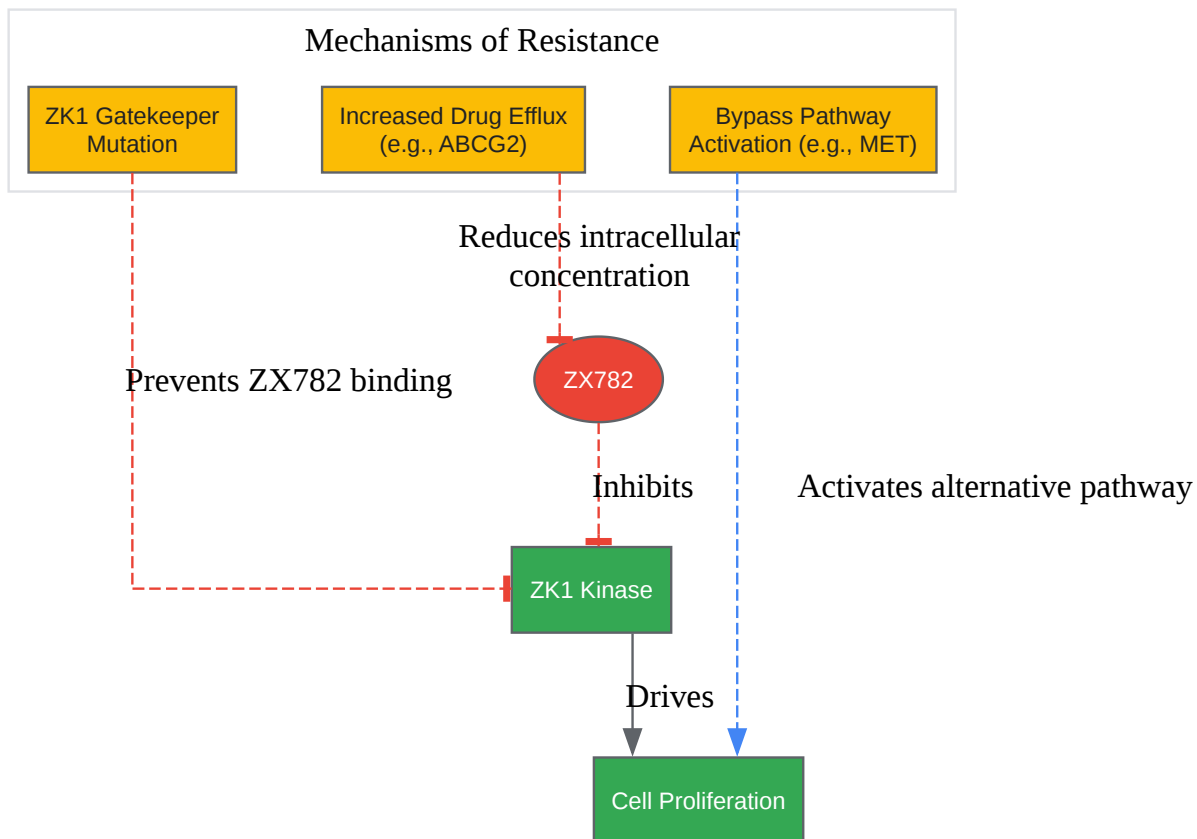 Mechanisms of Resistance
ZK1 Gatekeeper
Mutation
Increased Drug Efflux
(e.g., ABCG2)
Bypass Pathway
Activation (e.g., MET)
Reduces intracellular
concentration
Prevents ZX782 binding
ZX782
Inhibits
Activates alternative pathway
ZK1 Kinase
Drives
Cell Proliferation